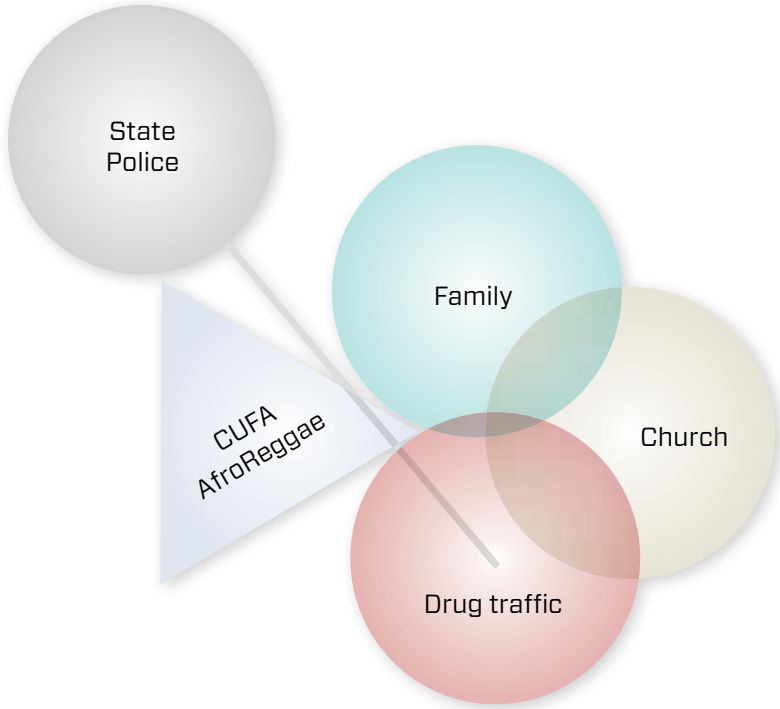 State
Police
Family
CUFA
AfroReggae
Church
Drug traffic